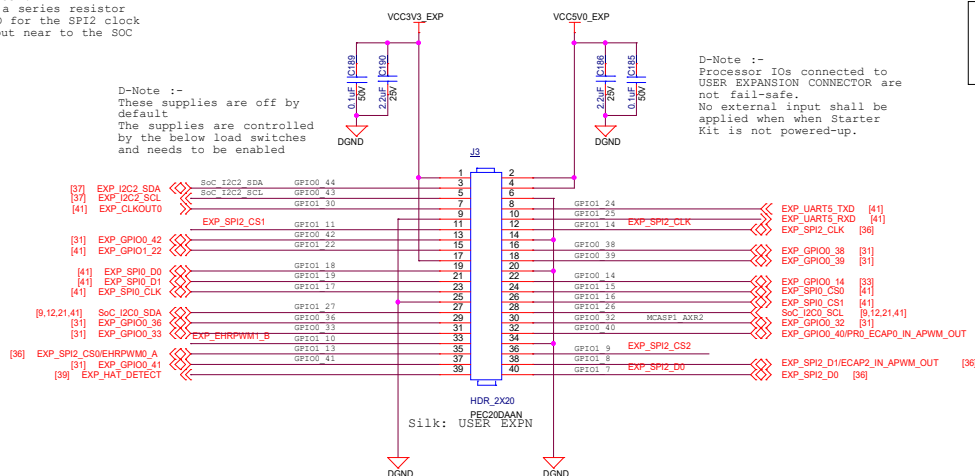 a series resistor
for the SPI2 clock
out near to the SOC
D-Note :-
These supplies are off by
default
The supplies are controlled
by the below load switches
and needs to be enabled
VCC3V3_EXP
C189
0.1uF
50V
C190
2.2uF
25V
DGND
VCC5V0_EXP
C186
2.2uF
25V
C185
0.1uF
50V
DGND
D-Note :-
Processor IOs connected to
USER EXPANSION CONNECTOR are
not fail-safe.
No external input shall be
applied when when Starter
Kit is not powered-up.
J3
1 2
[37] EXP_I2C2_SDA SoC_I2C2_SDA GPIO0_44 3 4
[37] EXP_I2C2_SCL SoC_I2C2_SCL GPIO0_43 5 6
[41] EXP_CLKOUT0 GPIO1_30 7 8 GPIO1_24 EXP_UART5_TXD [41]
9 10 GPIO1_25 EXP_UART5_RXD [41]
EXP_SPI2_CS1 GPIO1_11 11 12 GPIO1_14 EXP_SPI2_CLK EXP_SPI2_CLK [36]
[31] EXP_GPIO0_42 GPIO0_42 13 14
[41] EXP_GPIO1_22 GPIO1_22 15 16 GPIO0_38 EXP_GPIO0_38 [31]
17 18 GPIO0_39 EXP_GPIO0_39 [31]
[41] EXP_SPI0_D0 GPIO1_18 19 20
[41] EXP_SPI0_D1 GPIO1_19 21 22 GPIO0_14 EXP_GPIO0_14 [33]
[41] EXP_SPI0_CLK GPIO1_17 23 24 GPIO1_15 EXP_SPI0_CS0 [41]
25 26 GPIO1_16 EXP_SPI0_CS1 [41]
[9,12,21,41] SoC_I2C0_SDA GPIO1_27 27 28 GPIO1_26 SoC_I2C0_SCL [9,12,21,41]
[31] EXP_GPIO0_36 GPIO0_36 29 30 GPIO0_32 MCASP1_AXR2 EXP_GPIO0_32 [31]
[31] EXP_GPIO0_33 GPIO0_33 31 32 GPIO0_40 EXP_GPIO0_40/PR0_ECAP0_IN_APWM_OUT
EXP_EHRPWM1_B GPIO1_10 33 34
[36] EXP_SPI2_CS0/EHRPWM0_A GPIO1_13 35 36 GPIO1_9 EXP_SPI2_CS2
[31] EXP_GPIO0_41 GPIO0_41 37 38 GPIO1_8 EXP_SPI2_D1/ECAP2_IN_APWM_OUT [36]
[39] EXP_HAT_DETECT 39 40 GPIO1_7 EXP_SPI2_D0 EXP_SPI2_D0 [36]
HDR_2X20
PEC20DAAN
Silk: USER EXPN
DGND
DGND